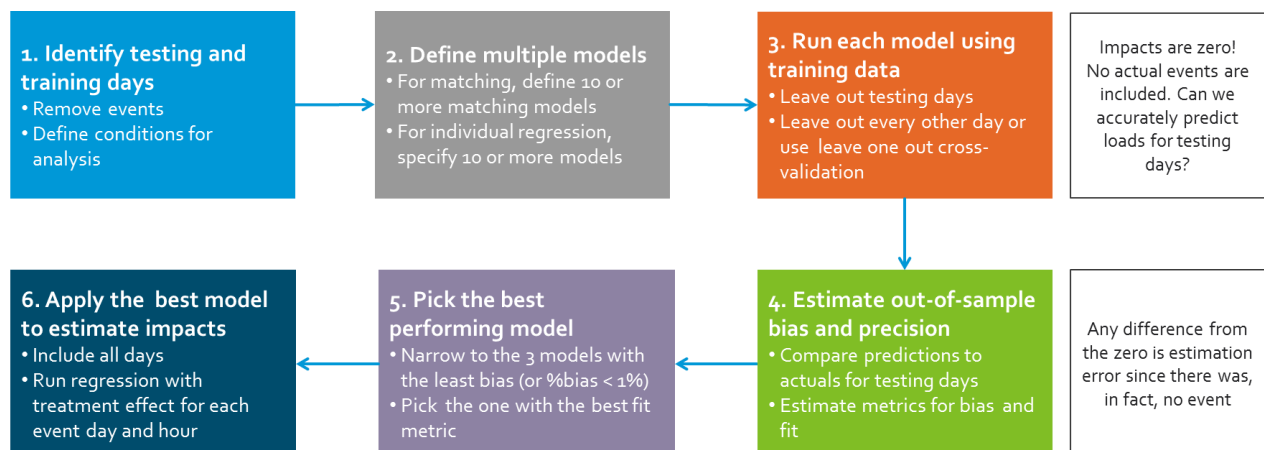 1. Identify testing and
training days
• Remove events
• Define conditions for
analysis
2. Define multiple models
• For matching, define 10 or
more matching models
• For individual regression,
specify 10 or more models
3. Run each model using
training data
• Leave out testing days
• Leave out every other day or
use leave one out cross-
validation
Impacts are zero!
No actual events are
included. Can we
accurately predict
loads for testing
days?
6. Apply the best model
to estimate impacts
• Include all days
• Run regression with
treatment effect for each
event day and hour
5. Pick the best
performing model
• Narrow to the 3 models with
the least bias (or %bias < 1%)
• Pick the one with the best fit
metric
4. Estimate out-of-sample
bias and precision
• Compare predictions to
actuals for testing days
• Estimate metrics for bias and
fit
Any difference from
the zero is estimation
error since there was,
in fact, no event